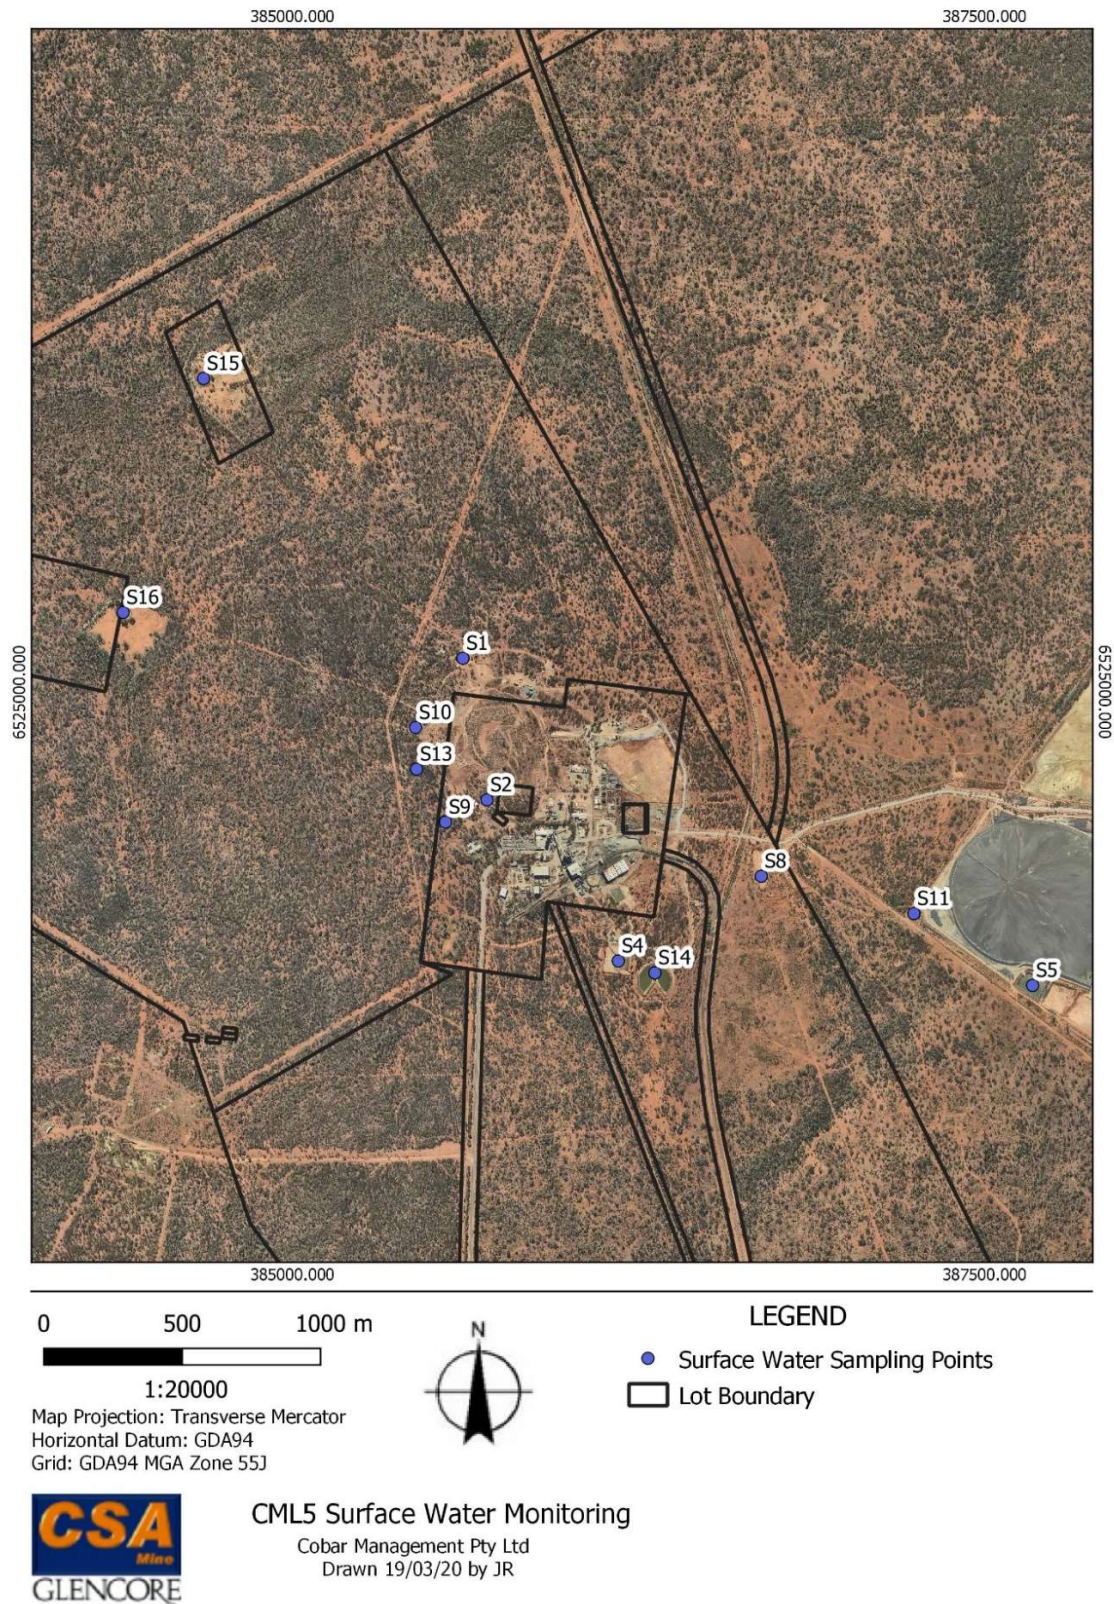 385000.000
387500.000
S15
S16
S1
6525000.000
6525000.000
S10
S13
S2
S9
S8
S11
S4
S14
S5
385000.000
387500.000
0 500 1000 m
1:20000
Map Projection: Transverse Mercator
Horizontal Datum: GDA94
Grid: GDA94 MGA Zone 55J
N
LEGEND
Surface Water Sampling Points
Lot Boundary
CSA
Mine
GLENCORE
CML5 Surface Water Monitoring
Cobar Management Pty Ltd
Drawn 19/03/20 by JR